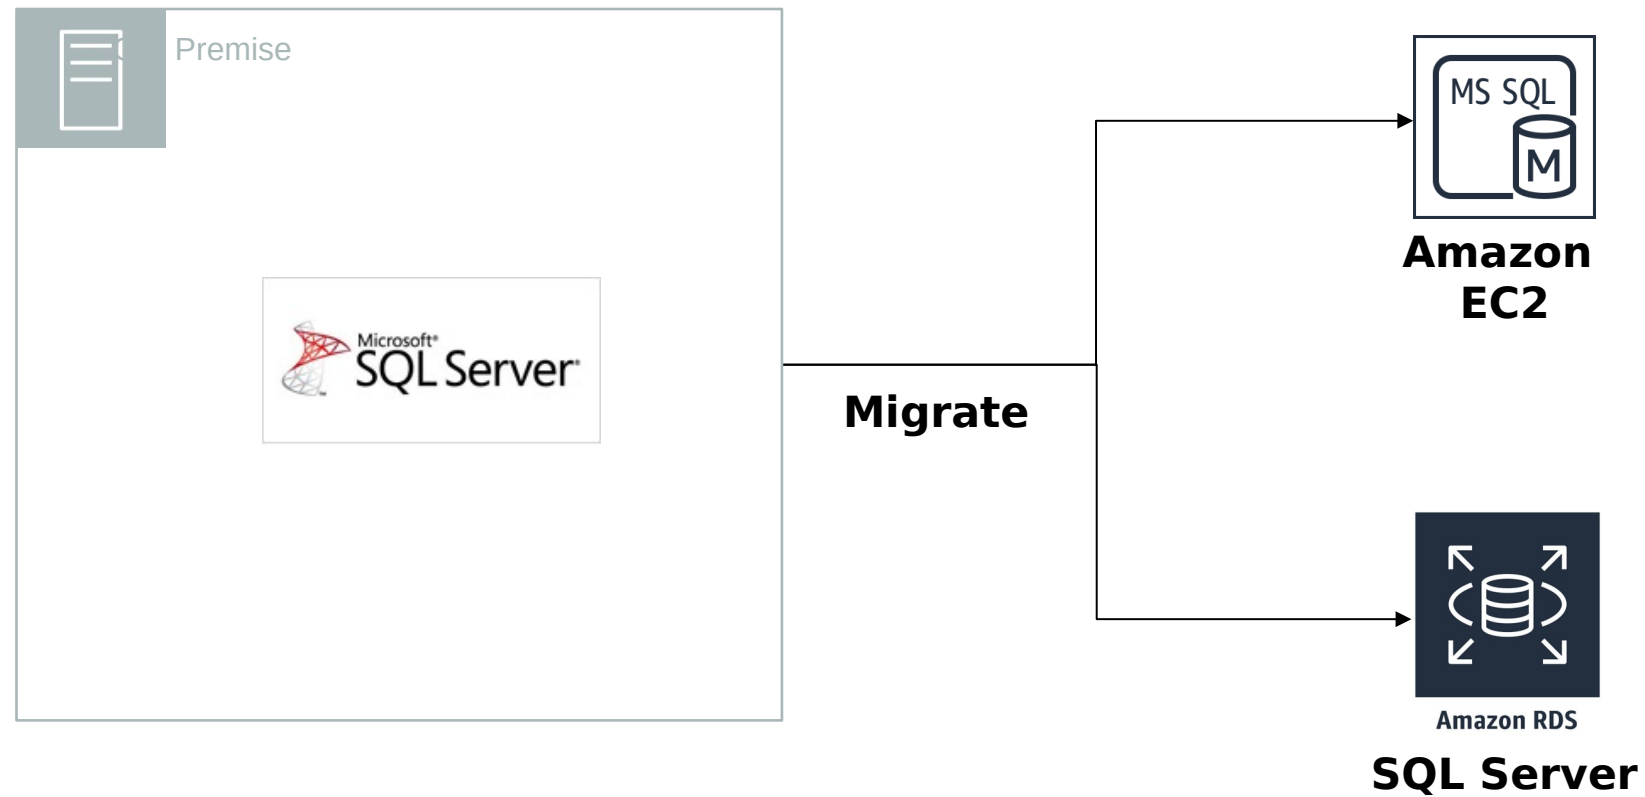 Premise
MS SQL
M
Amazon
EC2
Microsoft®
SQL Server®
Migrate
Amazon RDS
SQL Server